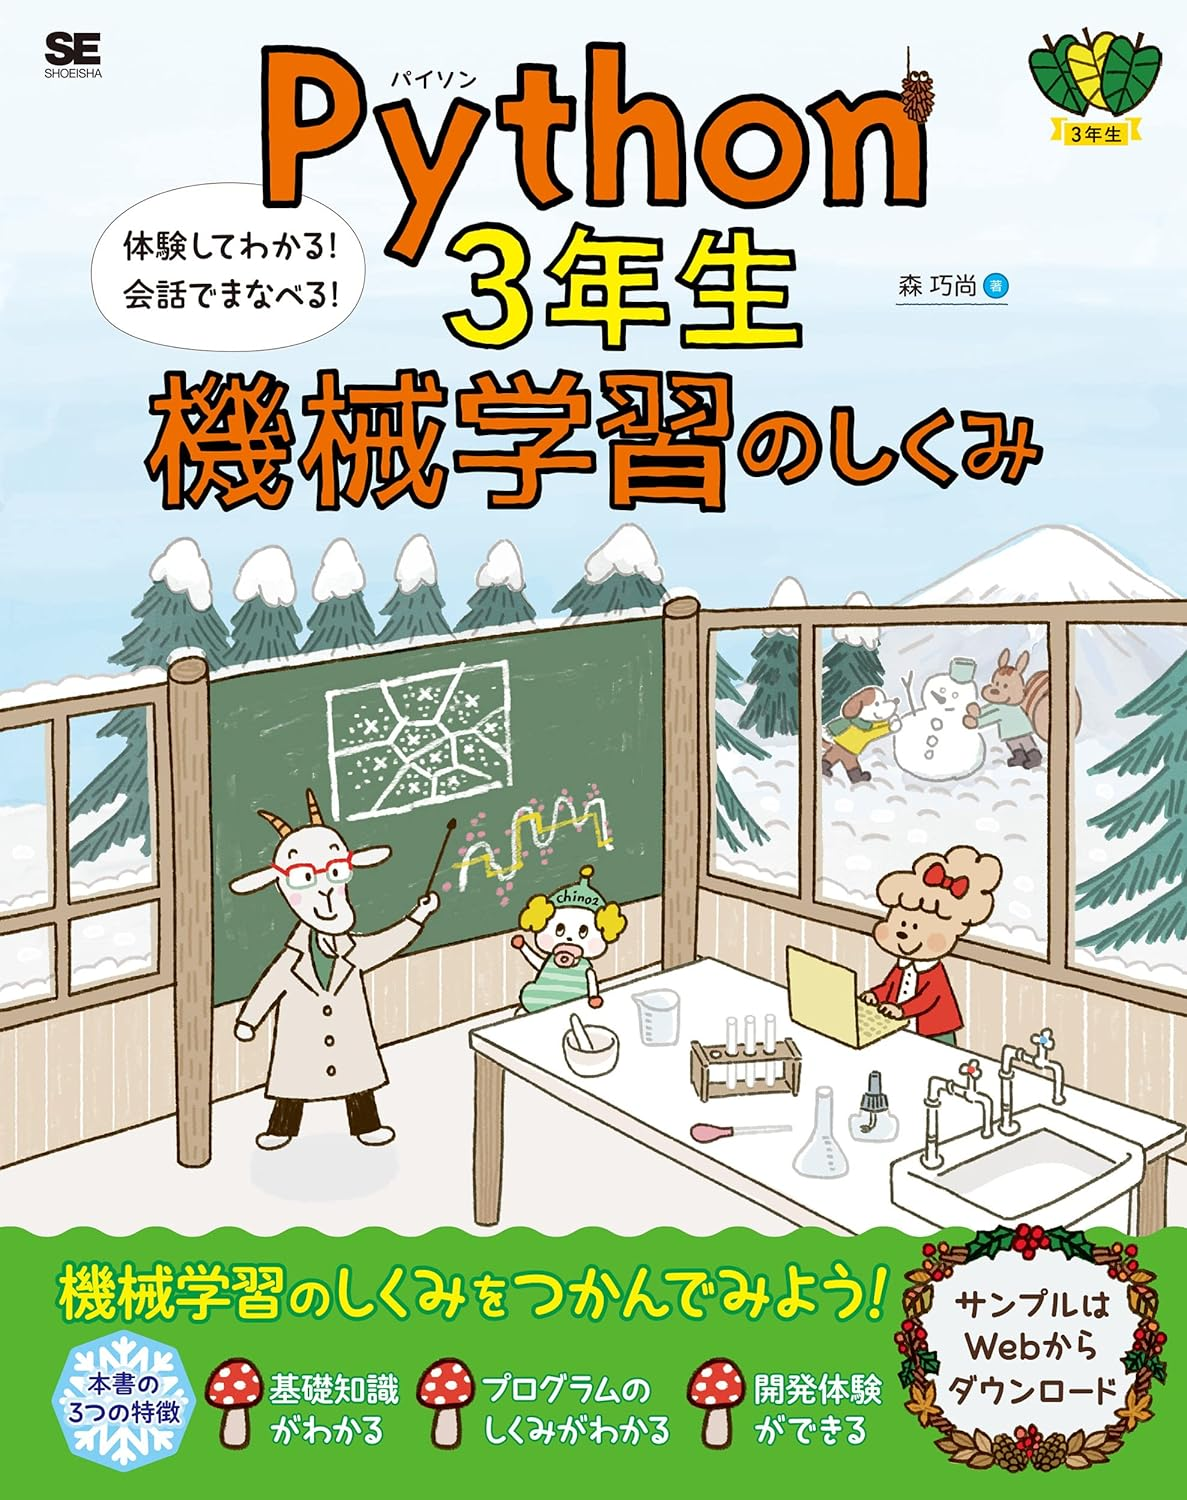 SE
SHOEISHA
パイソン
Python
3年生
3年生
体験してわかる!
会話でまなべる!
森 巧尚 著
機械学習のしくみ
chino2
機械学習のしくみをつかんでみよう!
本書の
3つの特徴
基礎知識
がわかる
プログラムの
しくみがわかる
開発体験
ができる
サンプルは
Webから
ダウンロード